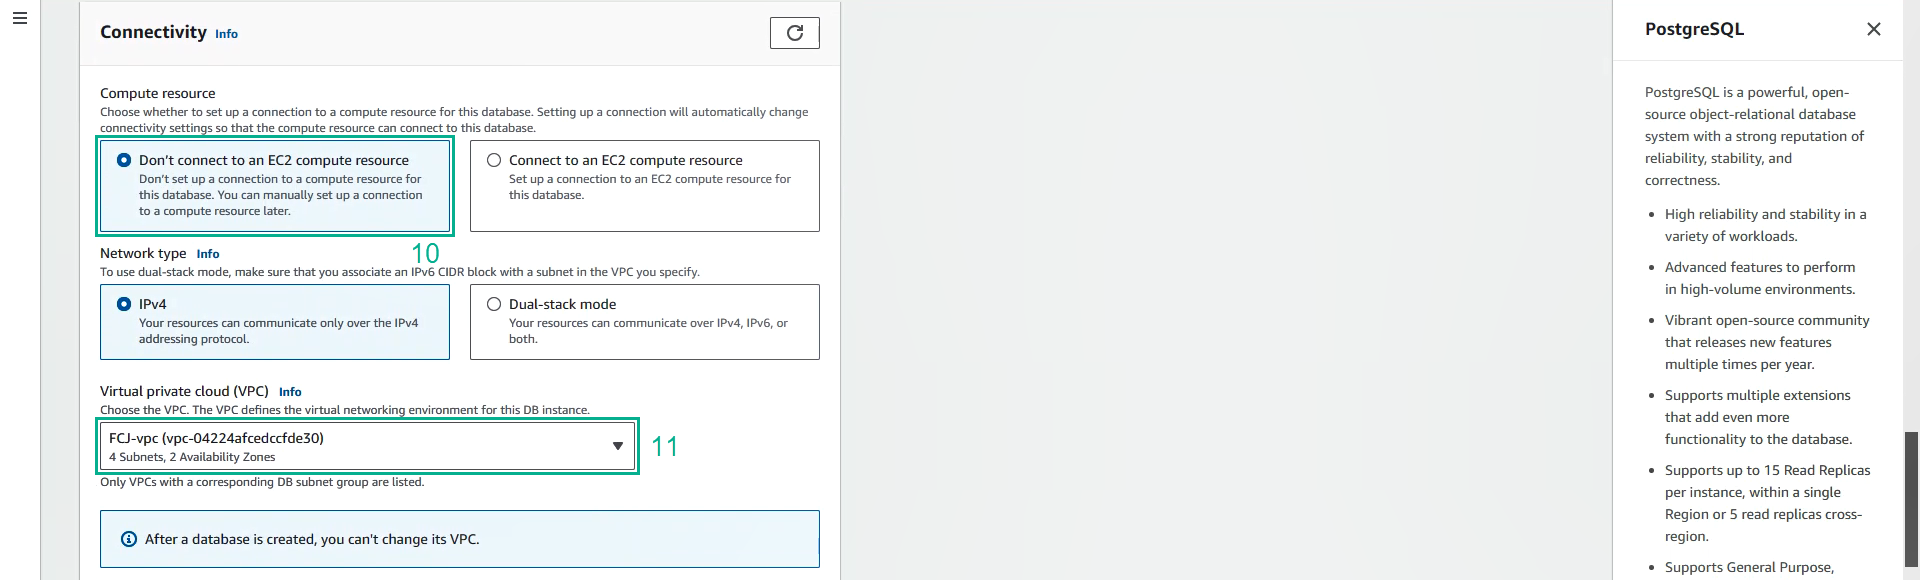 Connectivity Info
Compute resource
Choose whether to set up a connection to a compute resource for this database. Setting up a connection will automatically change
connectivity settings so that the compute resource can connect to this database.
Don't connect to an EC2 compute resource
Don't set up a connection to a compute resource for
this database. You can manually set up a connection
to a compute resource later.
Connect to an EC2 compute resource
Set up a connection to an EC2 compute resource for
this database.
10
Network type Info
To use dual-stack mode, make sure that you associate an IPv6 CIDR block with a subnet in the VPC you specify.
IPv4
Your resources can communicate only over the IPv4
addressing protocol.
Dual-stack mode
Your resources can communicate over IPv4, IPv6, or
both.
Virtual private cloud (VPC) Info
Choose the VPC. The VPC defines the virtual networking environment for this DB instance.
FCJ-vpc (vpc-04224afcedccfde30)
4 Subnets, 2 Availability Zones
11
Only VPCs with a corresponding DB subnet group are listed.
After a database is created, you can't change its VPC.
PostgreSQL
PostgreSQL is a powerful, open-
source object-relational database
system with a strong reputation of
reliability, stability, and
correctness.
• High reliability and stability in a
variety of workloads.
• Advanced features to perform
in high-volume environments.
• Vibrant open-source community
that releases new features
multiple times per year.
• Supports multiple extensions
that add even more
functionality to the database.
• Supports up to 15 Read Replicas
per instance, within a single
Region or 5 read replicas cross-
region.
• Supports General Purpose,